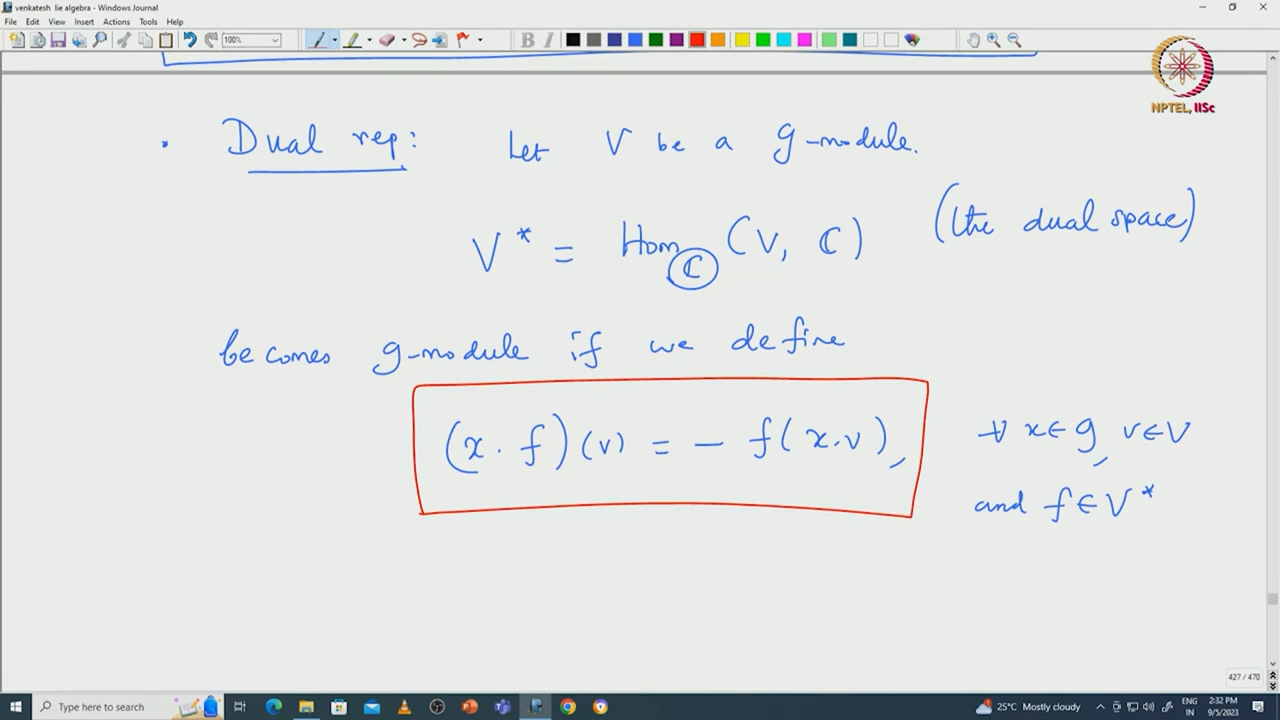 venkatesh lie algebra - Windows Journal
File Edit View Insert Actions Tools Help
100%
B I
NPTEL, IISc
• Dual rep: Let V be a g-module.
V* = Hom_ℂ (V, ℂ) (the dual space)
becomes g-module if we define
(x · f)(v) = - f(x.v), ∀ x∈g, v∈V
and f∈V*
427 / 470
Type here to search
25°C Mostly cloudy
ENG
IN
2:32 PM
9/5/2023